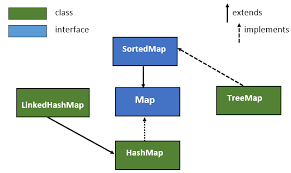 class
extends
interface
implements
SortedMap
LinkedHashMap
Map
TreeMap
HashMap